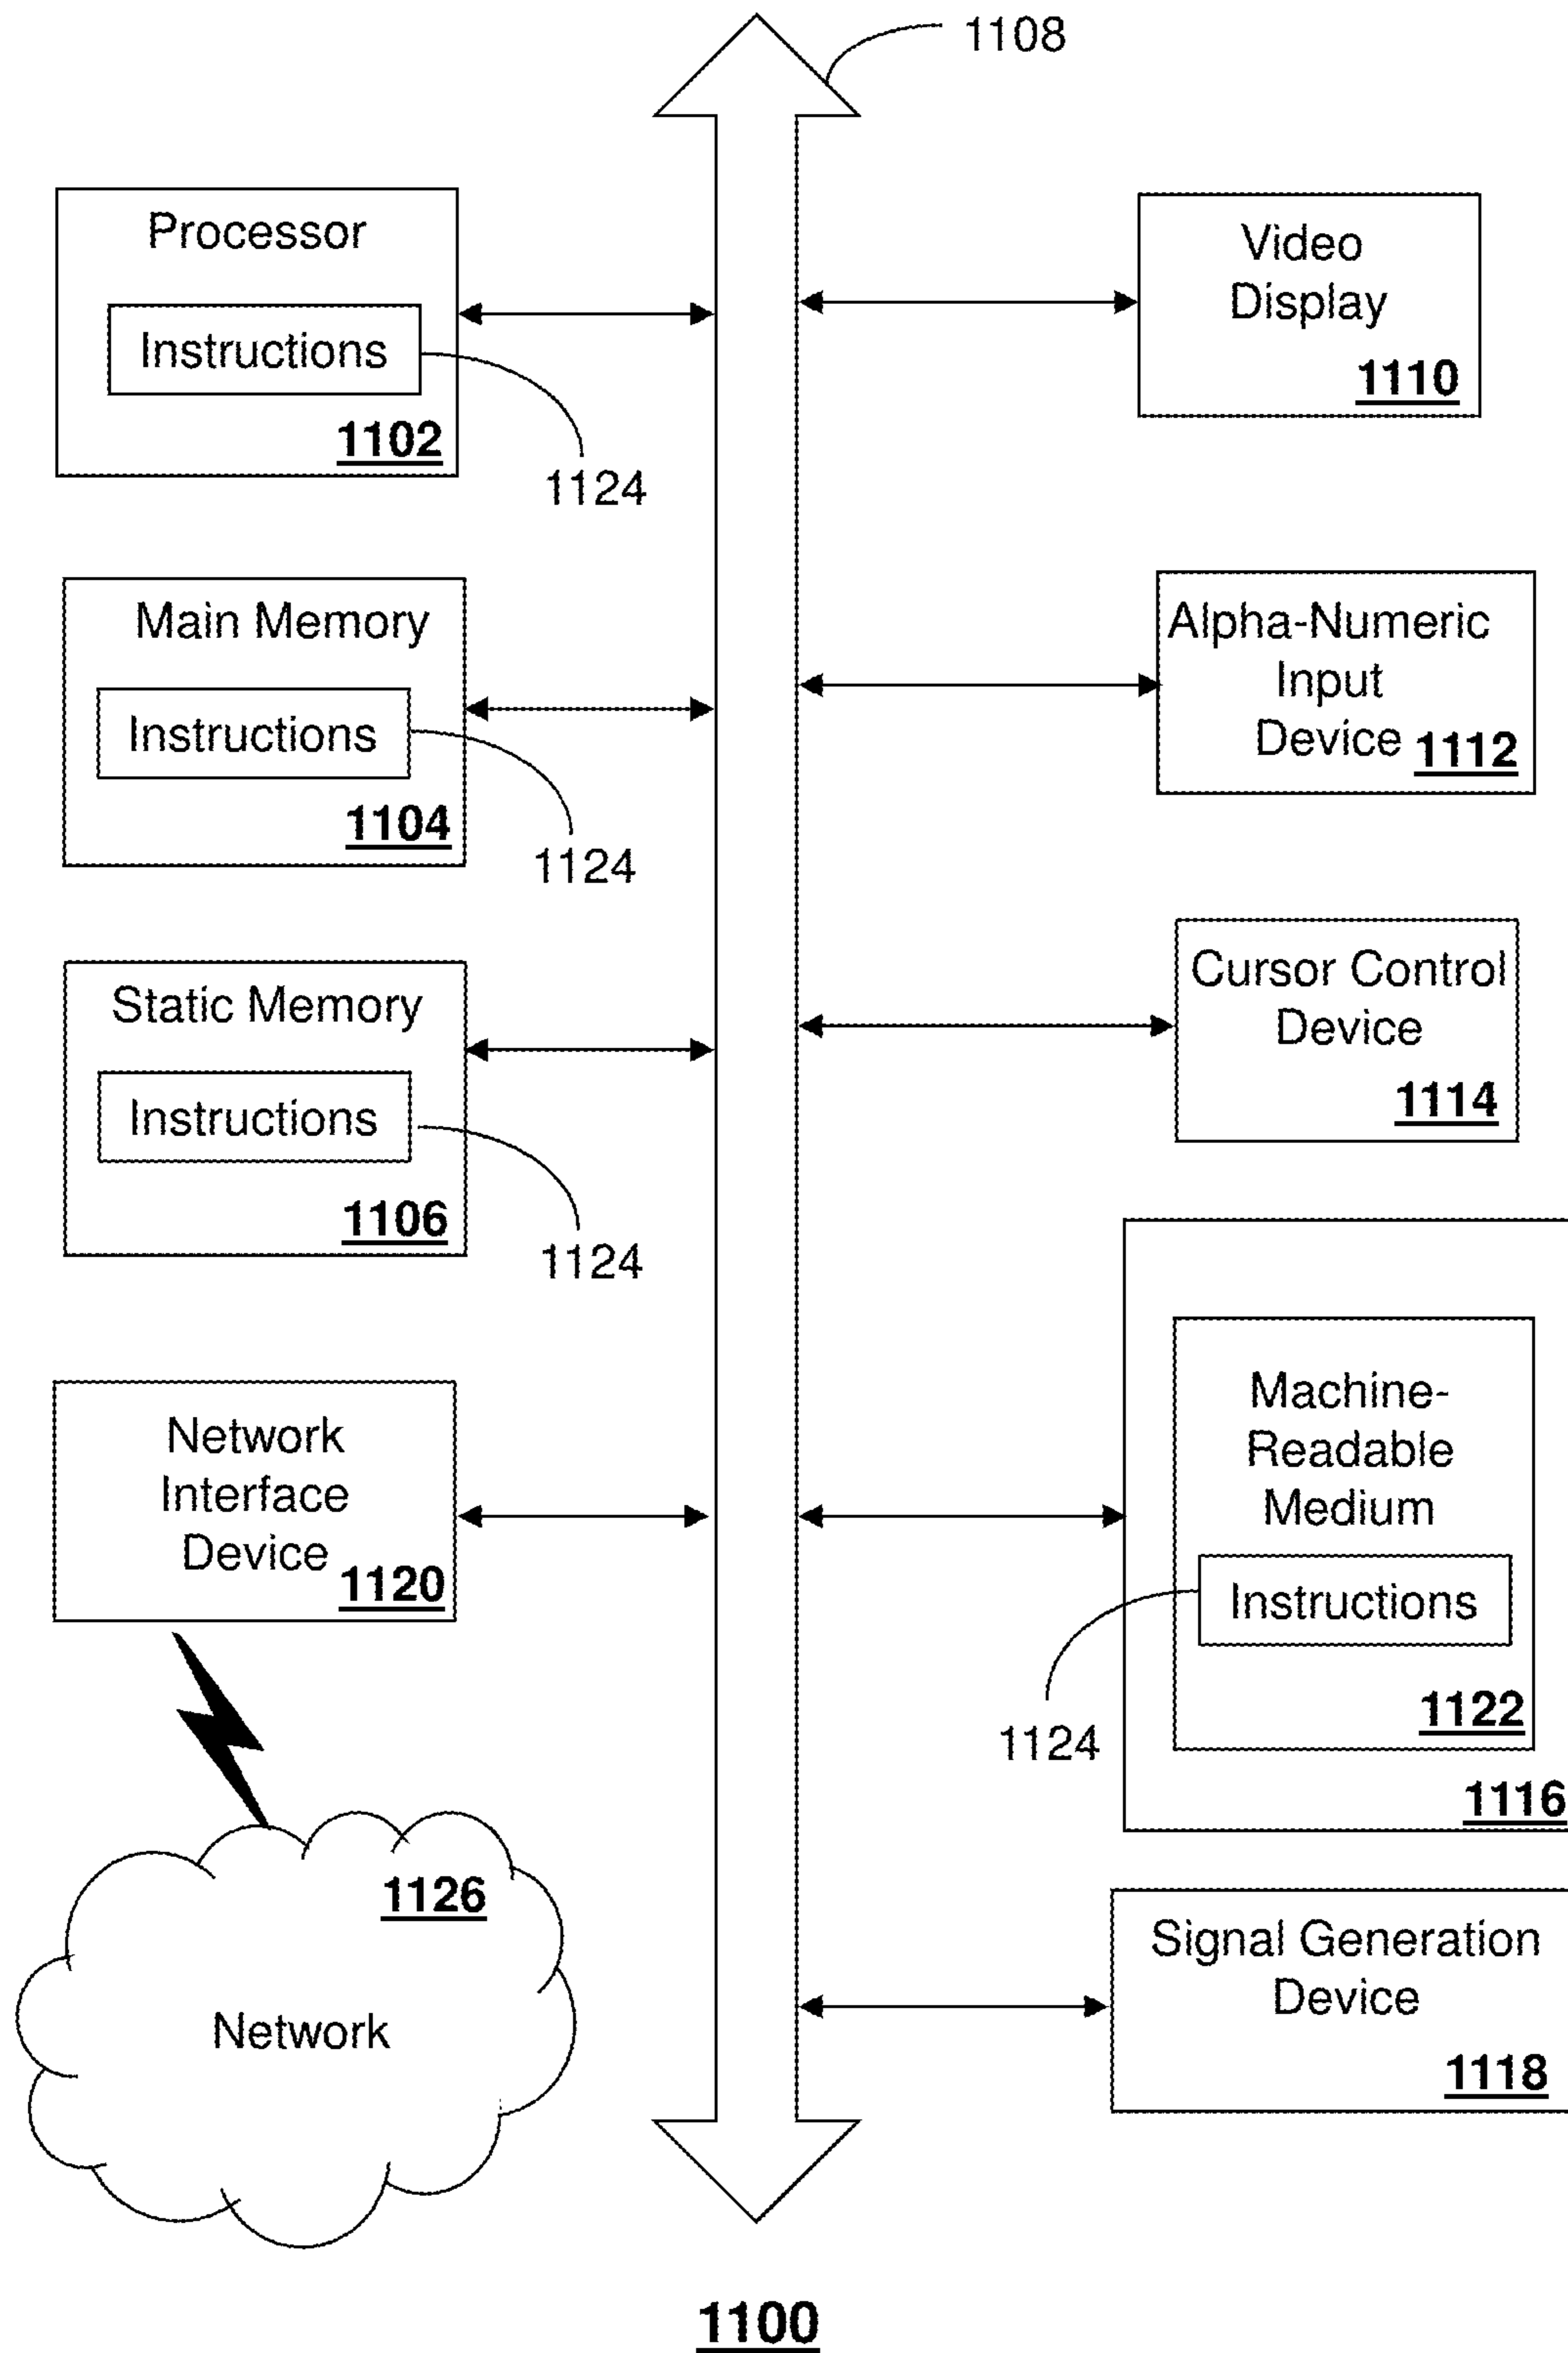 1108
Processor
Instructions
1102
1124
Video
Display
1110
Main Memory
Instructions
1104
1124
Alpha-Numeric
Input
Device 1112
Static Memory
Instructions
1106
1124
Cursor Control
Device
1114
Network
Interface
Device 1120
Machine-
Readable
Medium
Instructions
1122
1124
1116
1126
Network
Signal Generation
Device
1118
1100